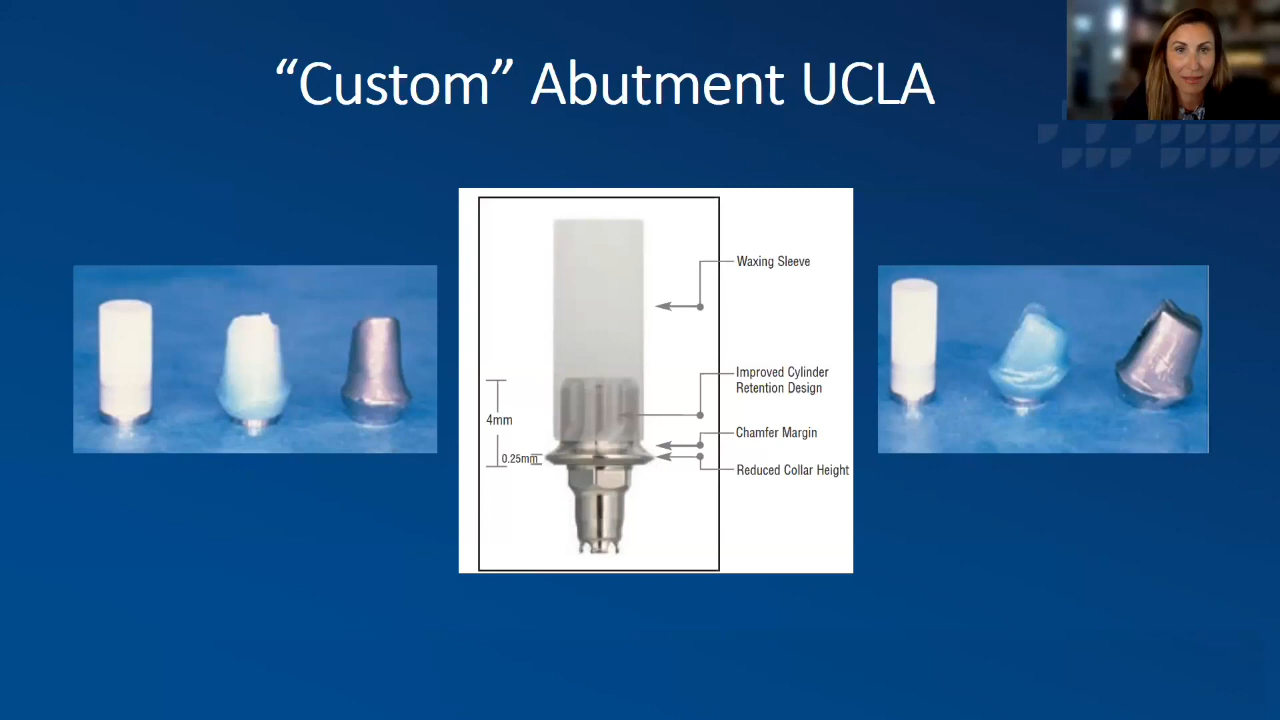 “Custom” Abutment UCLA
Waxing Sleeve
Improved Cylinder
Retention Design
4mm
Chamfer Margin
0.25mm
Reduced Collar Height